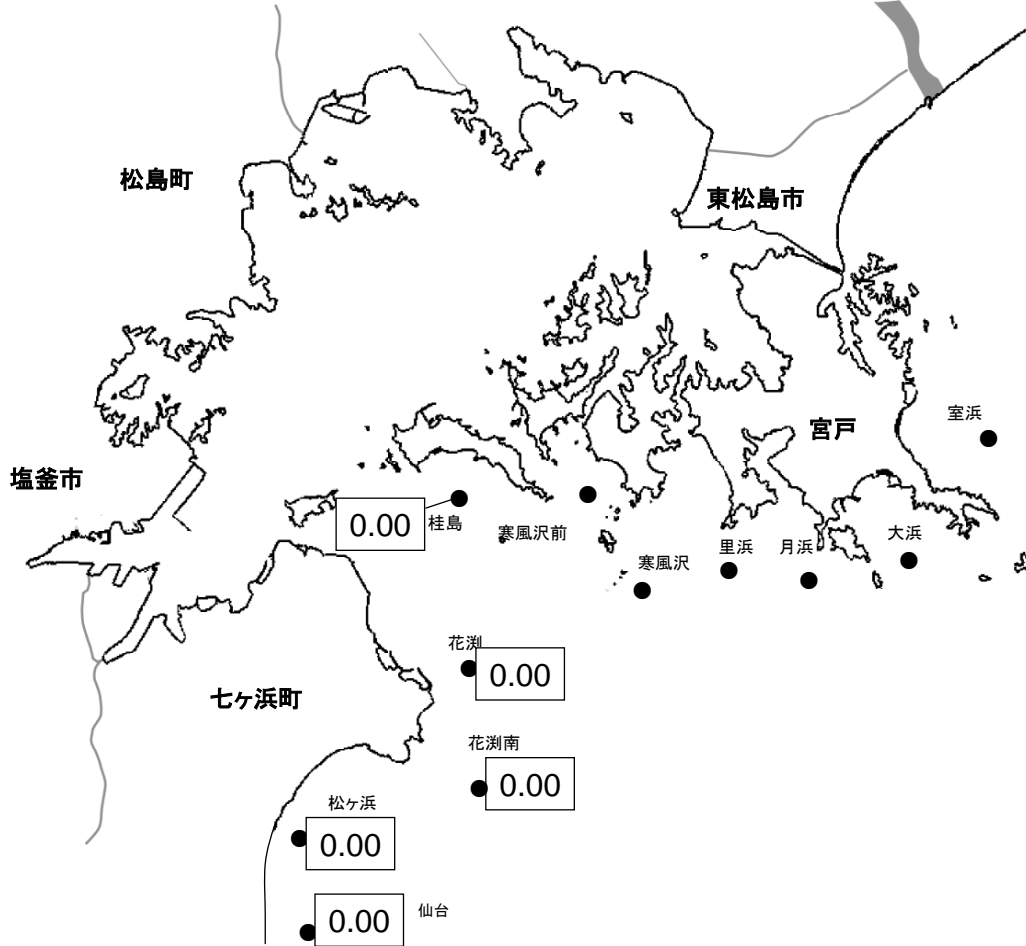 松島町
東松島市
室浜
宮戸
塩釜市
0.00
桂島
寒風沢前
大浜
里浜
月浜
寒風沢
花渕
0.00
七ヶ浜町
花渕南
0.00
松ヶ浜
0.00
0.00
仙台